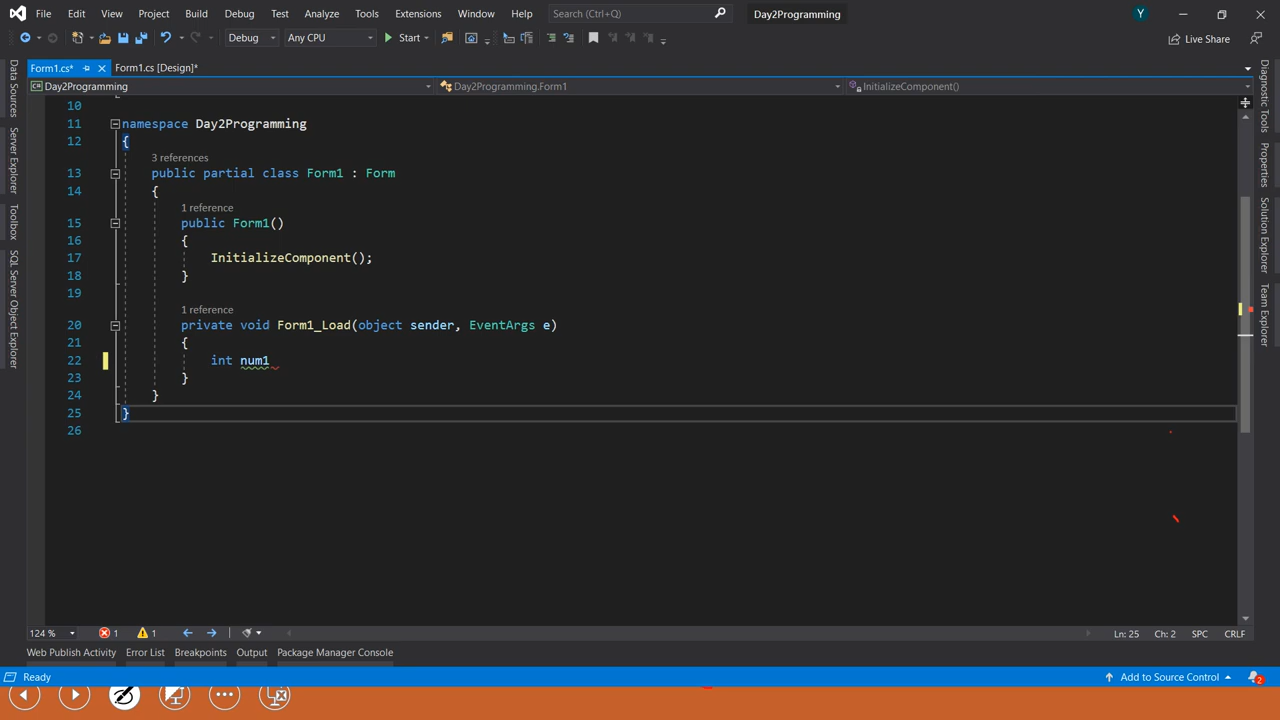 File Edit View Project Build Debug Test Analyze Tools Extensions Window Help Search (Ctrl+Q) Day2Programming Y
Debug Any CPU Start Live Share
Form1.cs* Form1.cs [Design]*
Day2Programming Day2Programming.Form1 InitializeComponent()
Data Sources
Server Explorer
Toolbox
SQL Server Object Explorer
10
11 namespace Day2Programming
12 {
3 references
13 public partial class Form1 : Form
14 {
1 reference
15 public Form1()
16 {
17 InitializeComponent();
18 }
19
1 reference
20 private void Form1_Load(object sender, EventArgs e)
21 {
22 int num1
23 }
24 }
25 }
26
Diagnostic Tools
Properties
Solution Explorer
Team Explorer
124 % 1 1 Ln: 25 Ch: 2 SPC CRLF
Web Publish Activity Error List Breakpoints Output Package Manager Console
Ready Add to Source Control 2